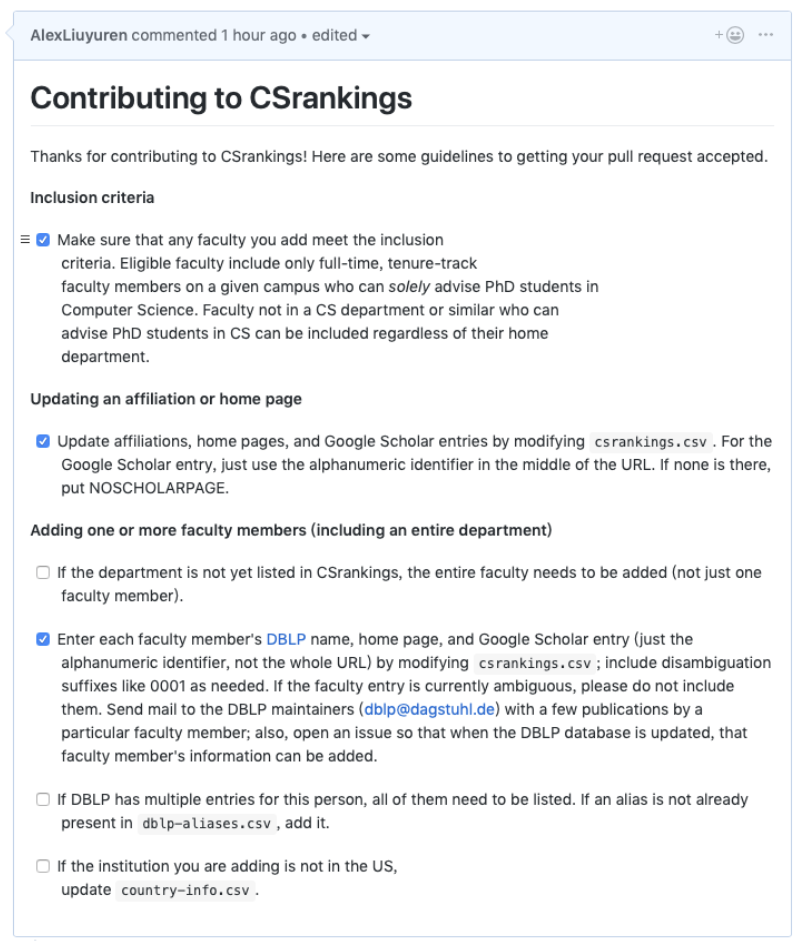 AlexLiuyuren commented 1 hour ago • edited
Contributing to CSrankings
Thanks for contributing to CSrankings! Here are some guidelines to getting your pull request accepted.
Inclusion criteria
Make sure that any faculty you add meet the inclusion
criteria. Eligible faculty include only full-time, tenure-track
faculty members on a given campus who can solely advise PhD students in
Computer Science. Faculty not in a CS department or similar who can
advise PhD students in CS can be included regardless of their home
department.
Updating an affiliation or home page
Update affiliations, home pages, and Google Scholar entries by modifying csrankings.csv . For the
Google Scholar entry, just use the alphanumeric identifier in the middle of the URL. If none is there,
put NOSCHOLARPAGE.
Adding one or more faculty members (including an entire department)
If the department is not yet listed in CSrankings, the entire faculty needs to be added (not just one
faculty member).
Enter each faculty member's DBLP name, home page, and Google Scholar entry (just the
alphanumeric identifier, not the whole URL) by modifying csrankings.csv ; include disambiguation
suffixes like 0001 as needed. If the faculty entry is currently ambiguous, please do not include
them. Send mail to the DBLP maintainers (dblp@dagstuhl.de) with a few publications by a
particular faculty member; also, open an issue so that when the DBLP database is updated, that
faculty member's information can be added.
If DBLP has multiple entries for this person, all of them need to be listed. If an alias is not already
present in dblp-aliases.csv , add it.
If the institution you are adding is not in the US,
update country-info.csv .